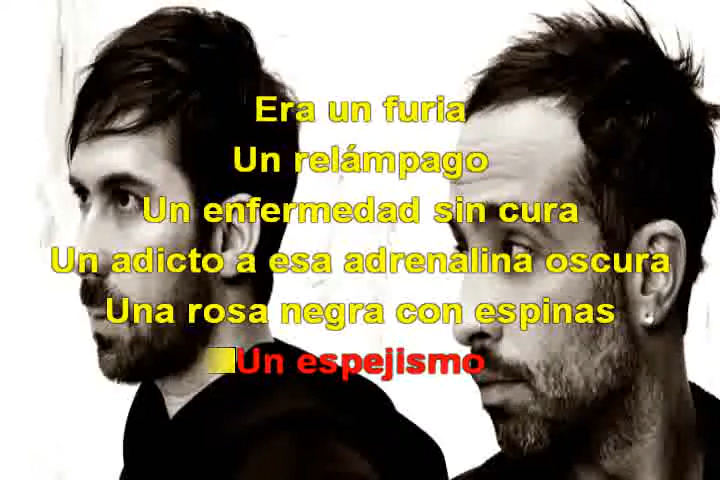 Era un furia
Un relámpago
Un enfermedad sin cura
Un adicto a esa adrenalina oscura
Una rosa negra con espinas
Un espejismo